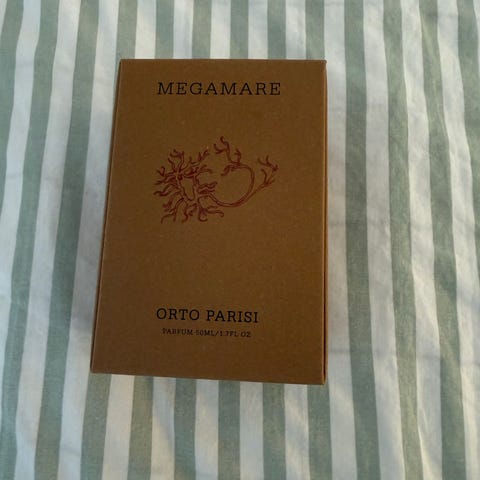 MEGAMARE
ORTO PARISI
PARFUM 50ML/1.7FL OZ